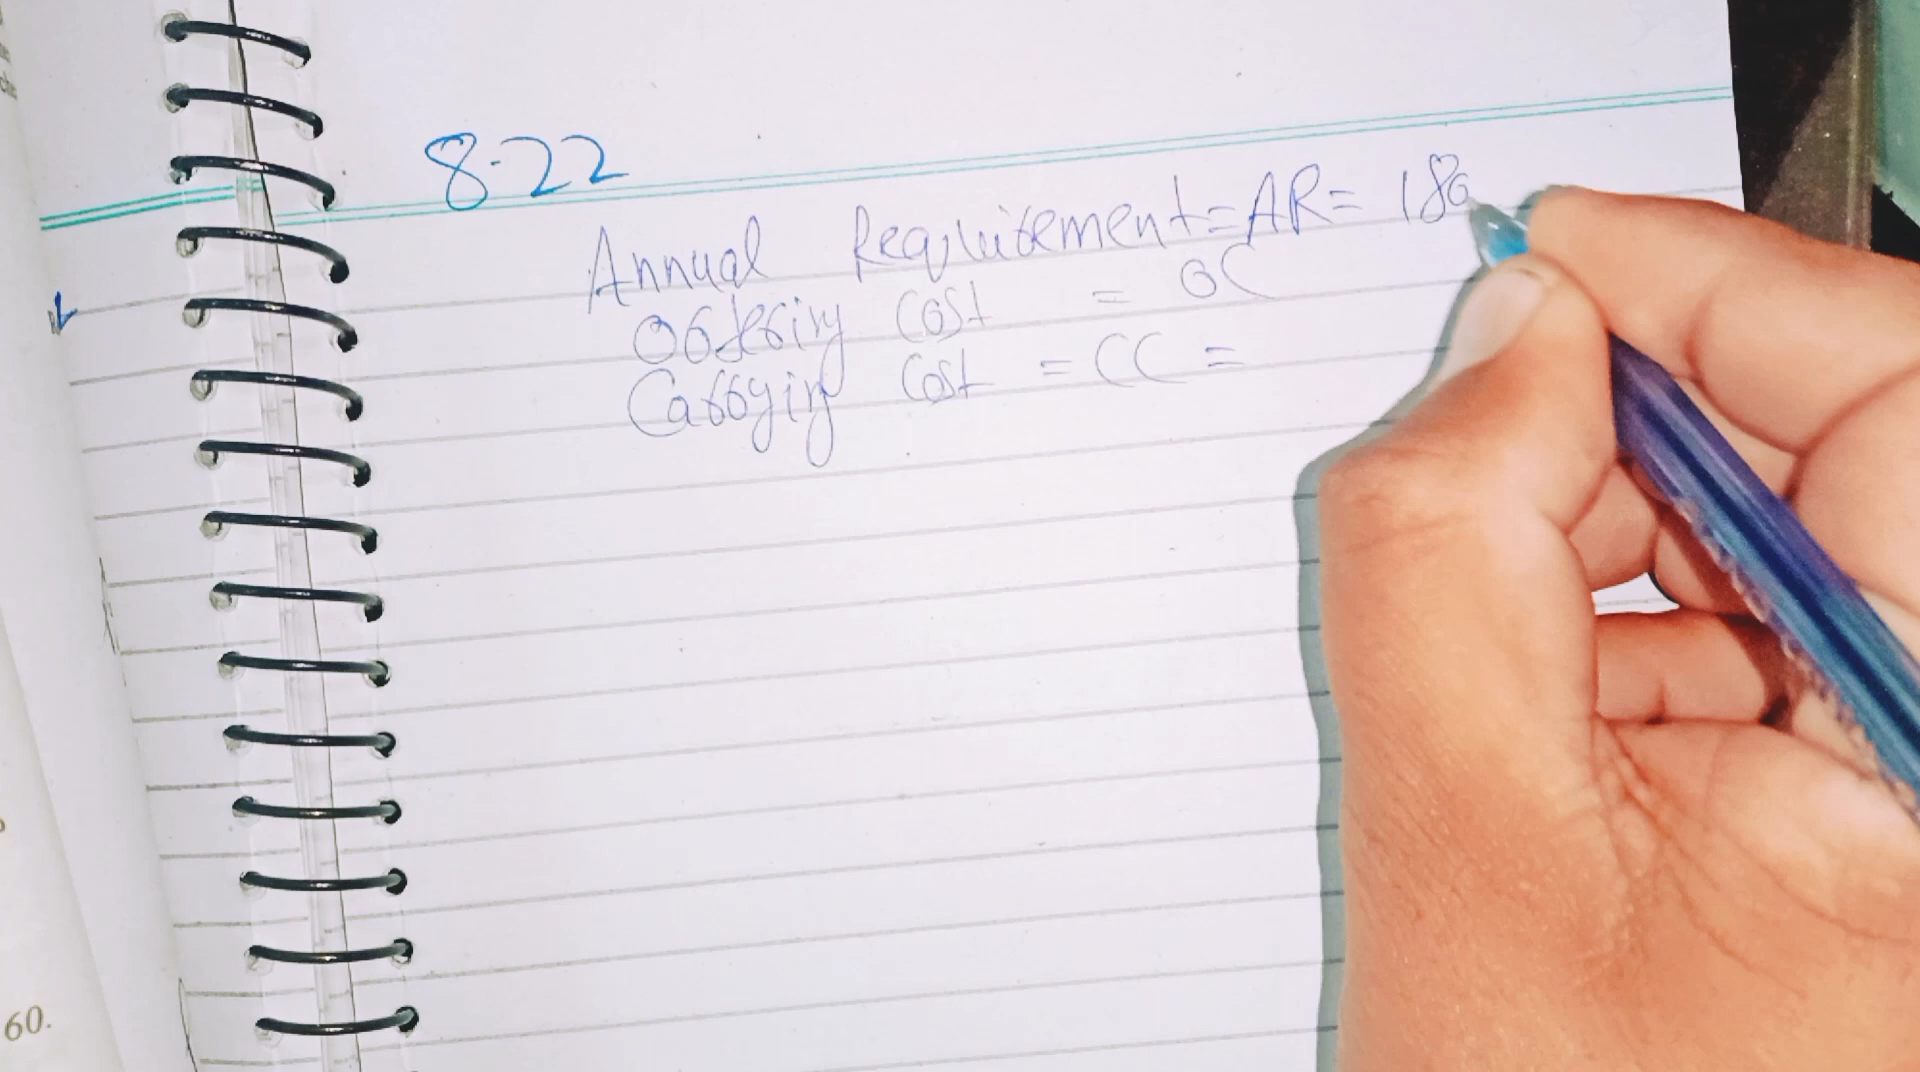 8.22
Annual Requirement = AR = 180
Ordering Cost = OC
Carrying Cost = CC =
60.